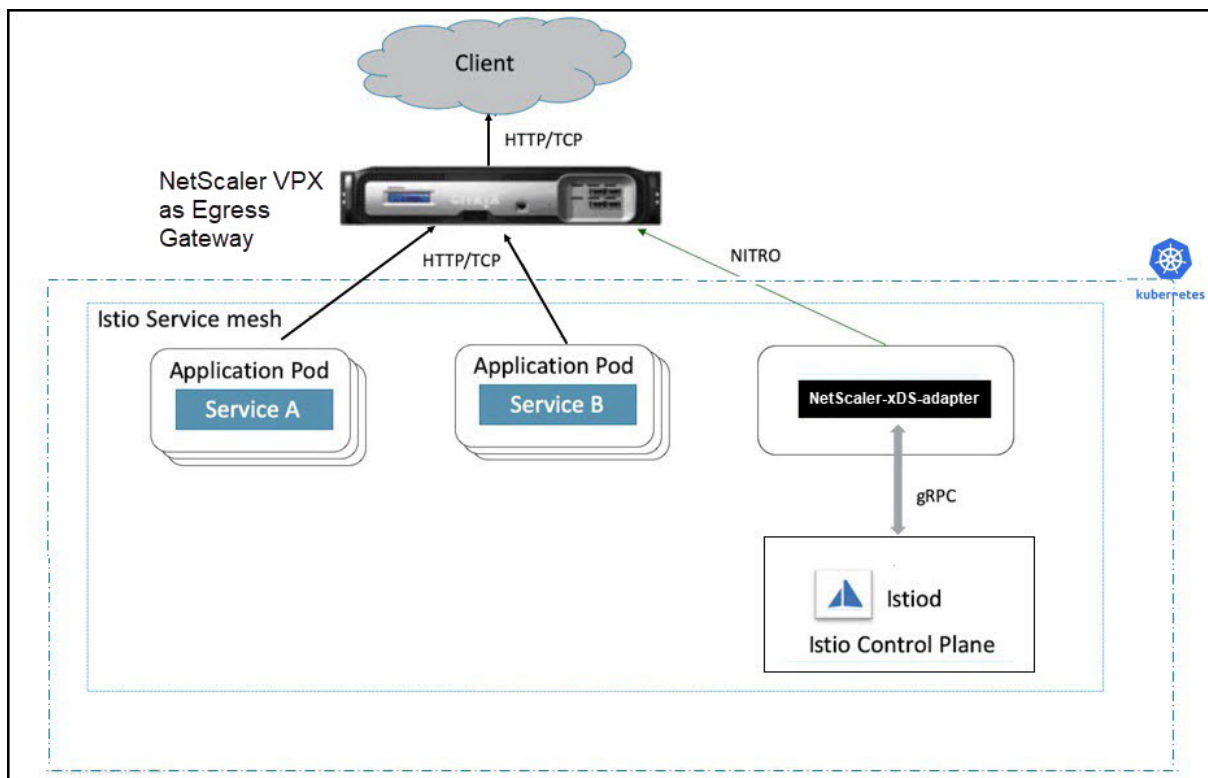 Client
HTTP/TCP
CITRIX
NetScaler VPX
as Egress
Gateway
HTTP/TCP
NITRO
kubernetes
Istio Service mesh
Application Pod
Service A
Application Pod
Service B
NetScaler-xDS-adapter
gRPC
Istiod
Istio Control Plane